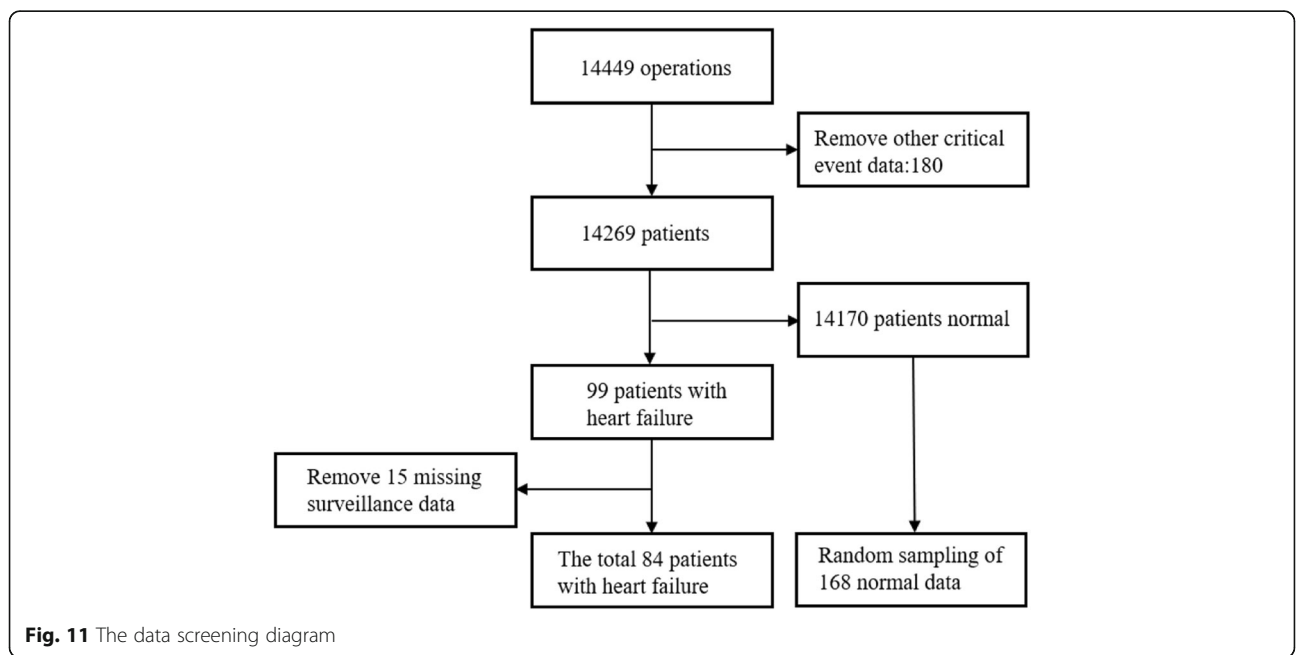 14449 operations
Remove other critical
event data:180
14269 patients
14170 patients normal
99 patients with
heart failure
Remove 15 missing
surveillance data
The total 84 patients
with heart failure
Random sampling of
168 normal data
Fig. 11 The data screening diagram